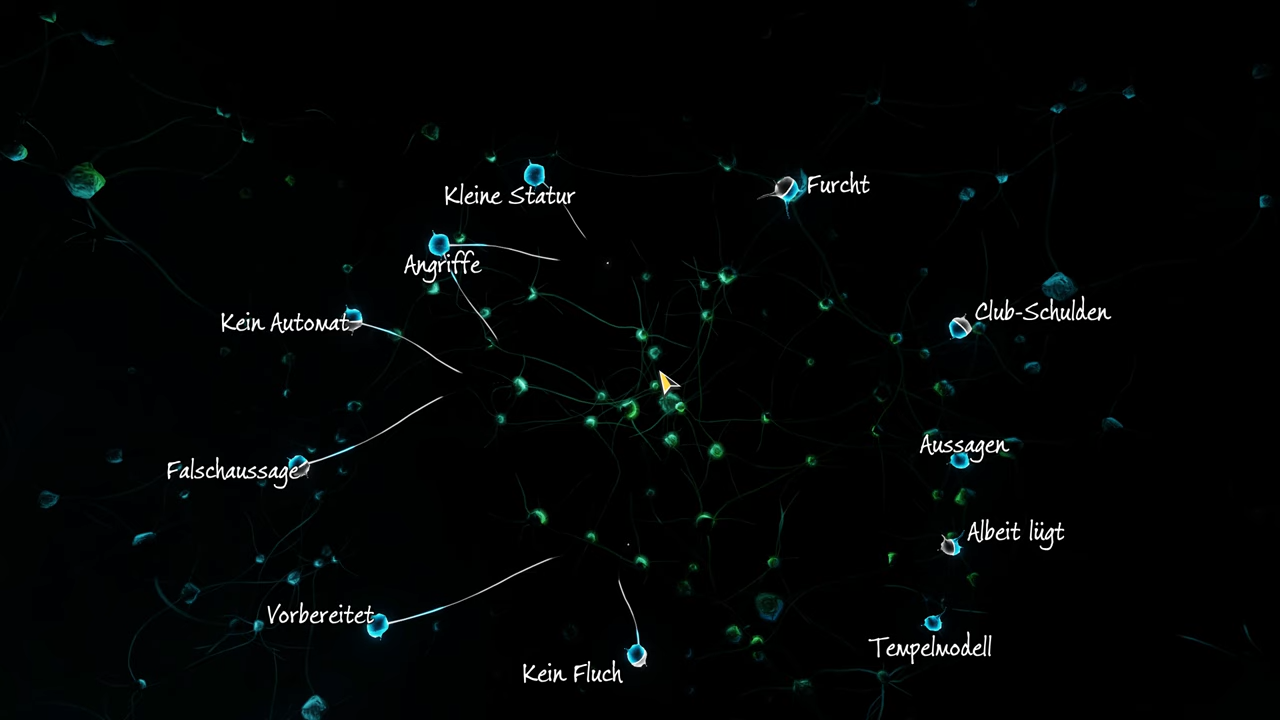 Kleine Statur
Furcht
Angriffe
Kein Automat
Club-Schulden
Falschaussage
Aussagen
Albeit lügt
Vorbereitet
Tempelmodell
Kein Fluch